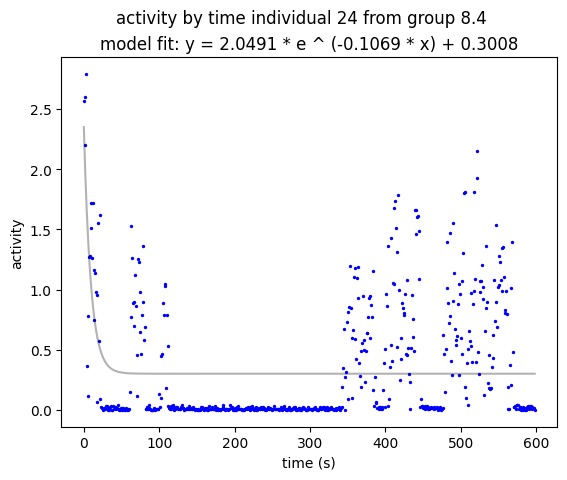 activity by time individual 24 from group 8.4
model fit: y = 2.0491 * e ^ (-0.1069 * x) + 0.3008
2.5
2.0
1.5
1.0
0.5
0.0
activity
0 100 200 300 400 500 600
time (s)